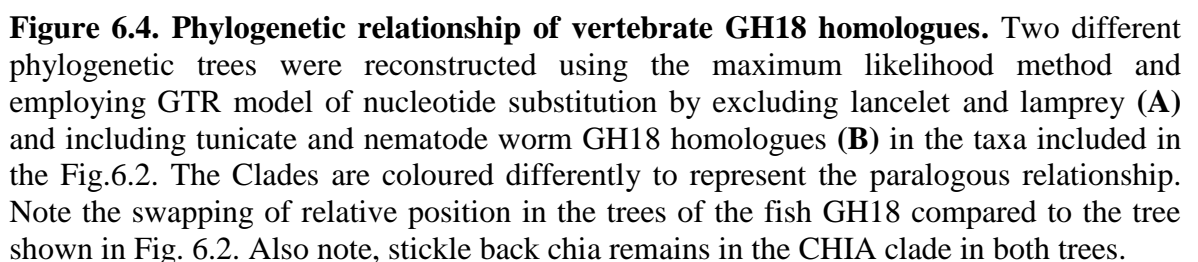 Figure 6.4. Phylogenetic relationship of vertebrate GH18 homologues. Two different
phylogenetic trees were reconstructed using the maximum likelihood method and
employing GTR model of nucleotide substitution by excluding lancelet and lamprey (A)
and including tunicate and nematode worm GH18 homologues (B) in the taxa included in
the Fig.6.2. The Clades are coloured differently to represent the paralogous relationship.
Note the swapping of relative position in the trees of the fish GH18 compared to the tree
shown in Fig. 6.2. Also note, stickle back chia remains in the CHIA clade in both trees.